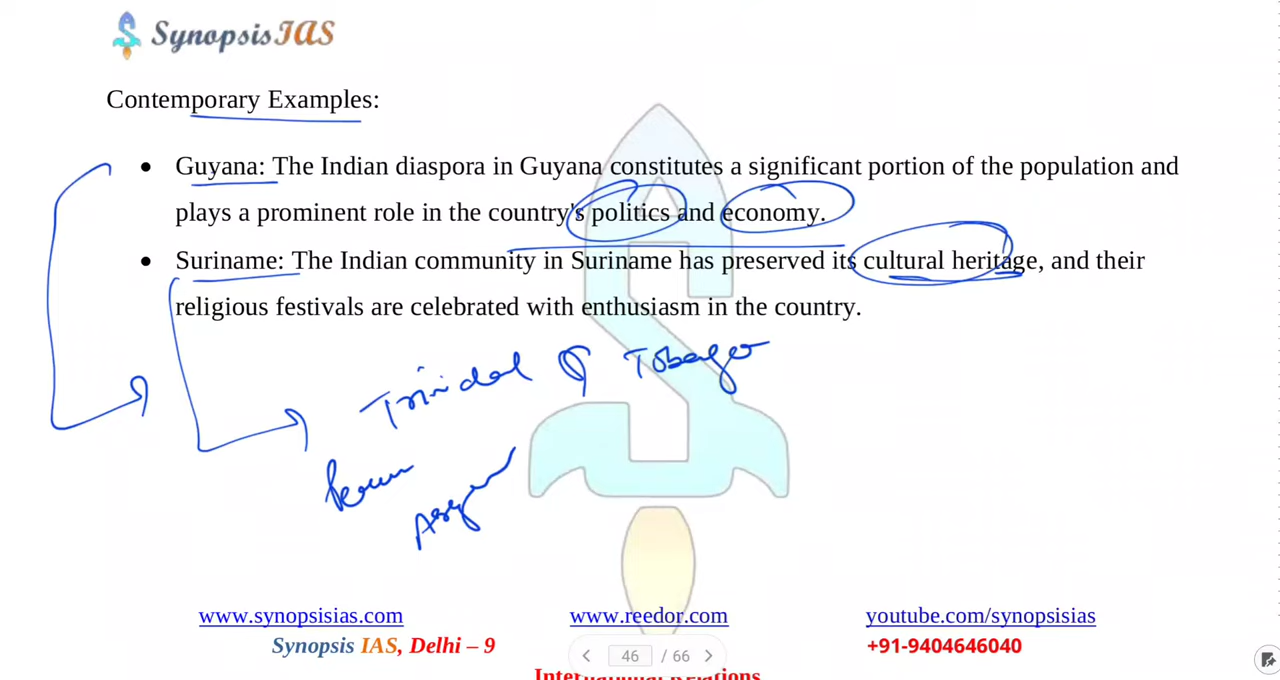 SynopsisIAS
Contemporary Examples:
• Guyana: The Indian diaspora in Guyana constitutes a significant portion of the population and
plays a prominent role in the country's politics and economy.
• Suriname: The Indian community in Suriname has preserved its cultural heritage, and their
religious festivals are celebrated with enthusiasm in the country.
Trinidad & Tobago
www.synopsisias.com www.reedor.com youtube.com/synopsisias
Synopsis IAS, Delhi – 9 +91-9404646040
46 / 66
International Relations